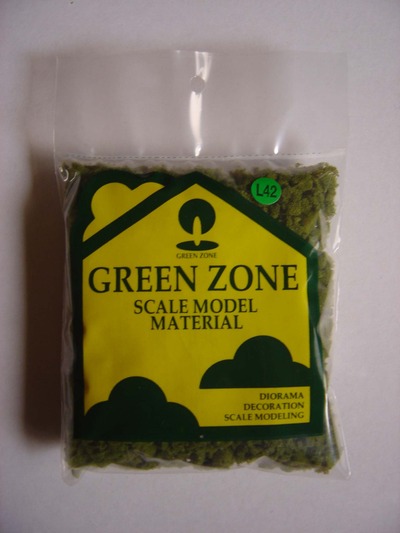 L42
GREEN ZONE
GREEN ZONE
SCALE MODEL
MATERIAL
DIORAMA
DECORATION
SCALE MODELING